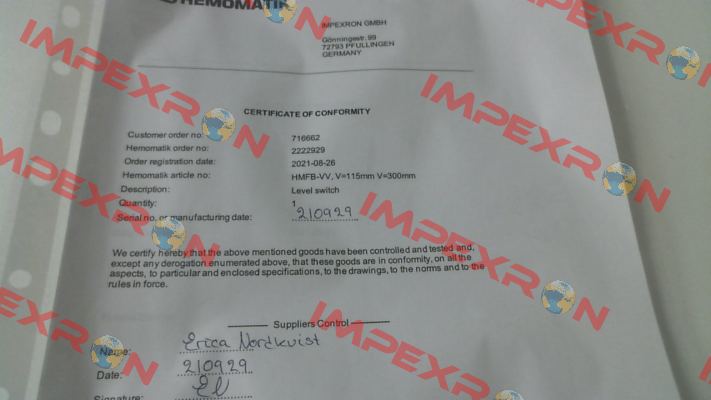 HEMOMATIK
IMPEXRON GMBH
Gönningestr. 99
72793 PFULLINGEN
GERMANY
CERTIFICATE OF CONFORMITY
Customer order no: 716662
Hemomatik order no: 2222929
Order registration date: 2021-08-26
Hemomatik article no: HMFB-VV, V=115mm V=300mm
Description: Level switch
Quantity: 1
Serial no, or manufacturing date: 210929
We certify hereby that the above mentioned goods have been controlled and tested and,
except any derogation enumerated above, that these goods are in conformity, on all the
aspects, to particular and enclosed specifications, to the drawings, to the norms and to the
rules in force.
Suppliers Control
Name: Erica Nordkvist
Date: 210929
Signature:
IMPEXRON
IMPEXRON
IMPEXRON
IMPEXRON
IMPEXRON
IMPEXRON
IMPEXRON